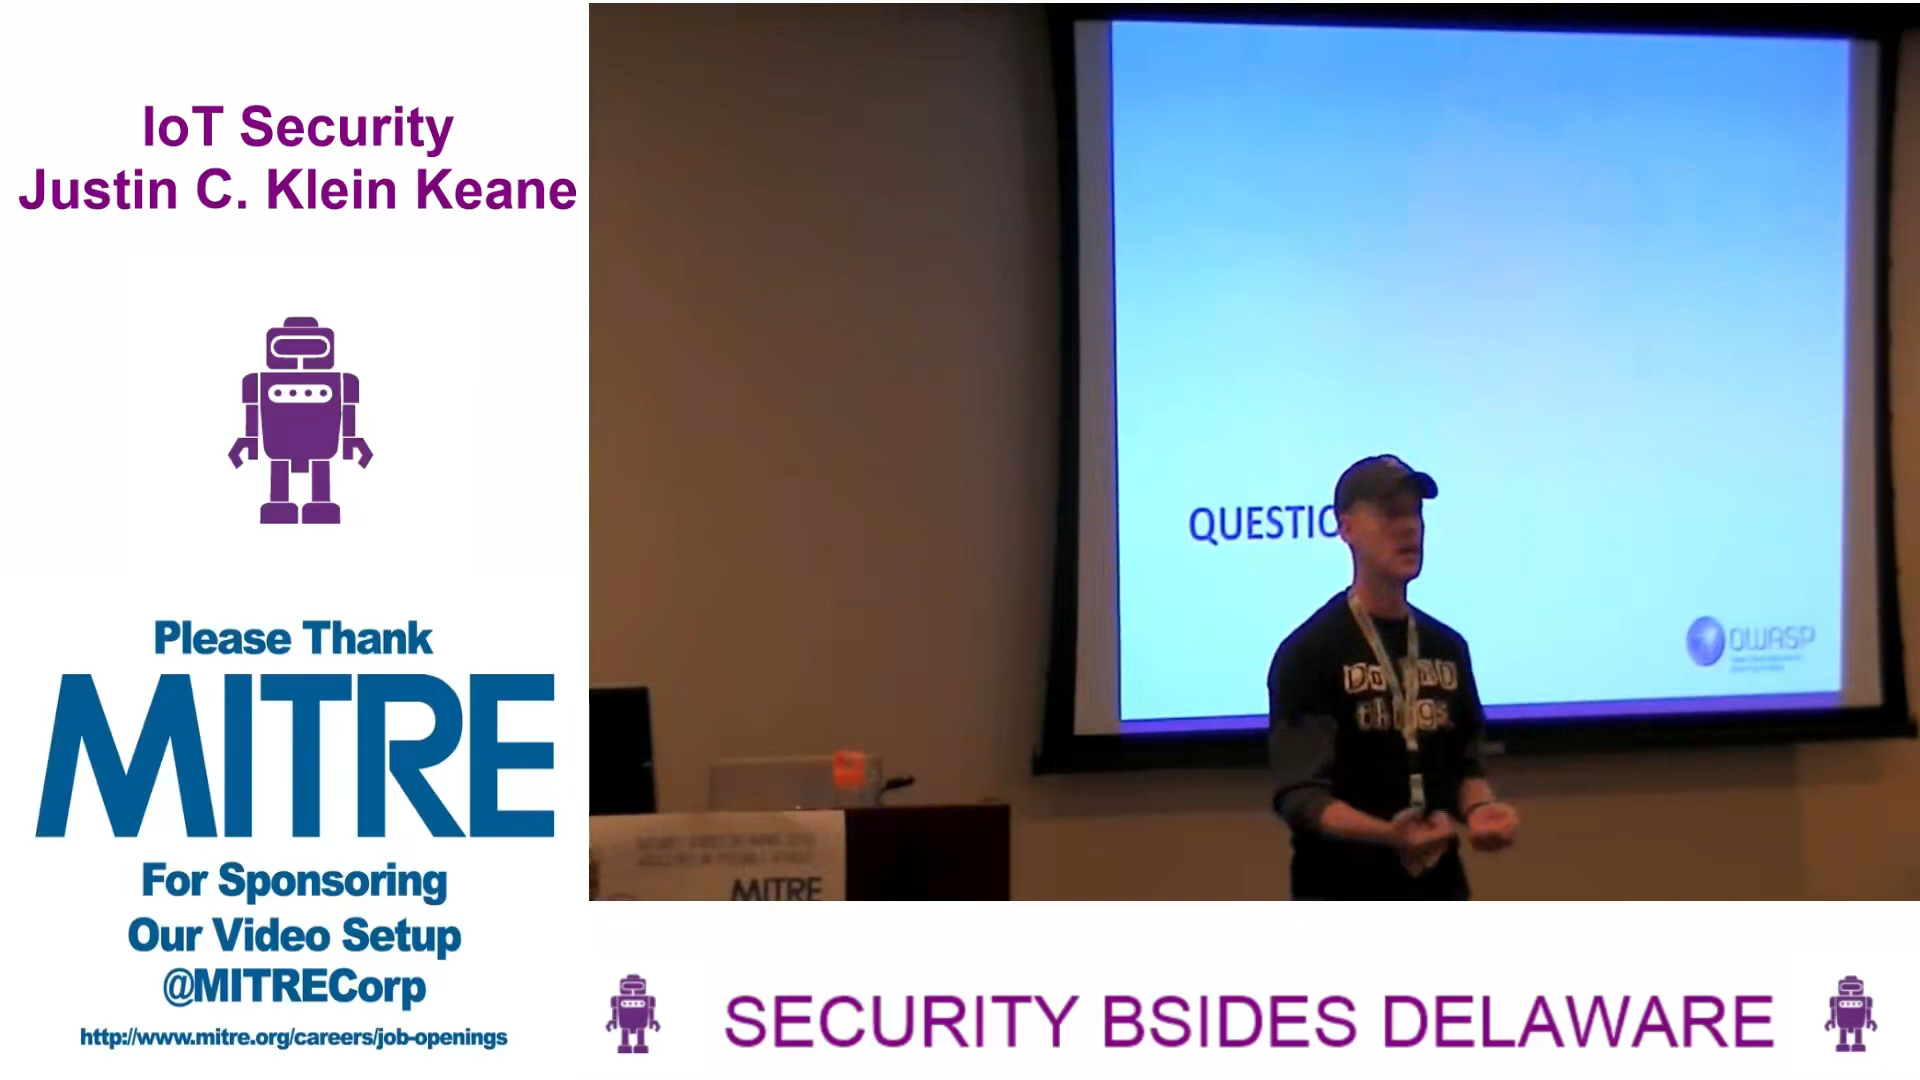 IoT Security
Justin C. Klein Keane
Please Thank
MITRE
For Sponsoring
Our Video Setup
@MITRECorp
http://www.mitre.org/careers/job-openings
QUESTIO
OWASP
things
MITRE
SECURITY BSIDES DELAWARE